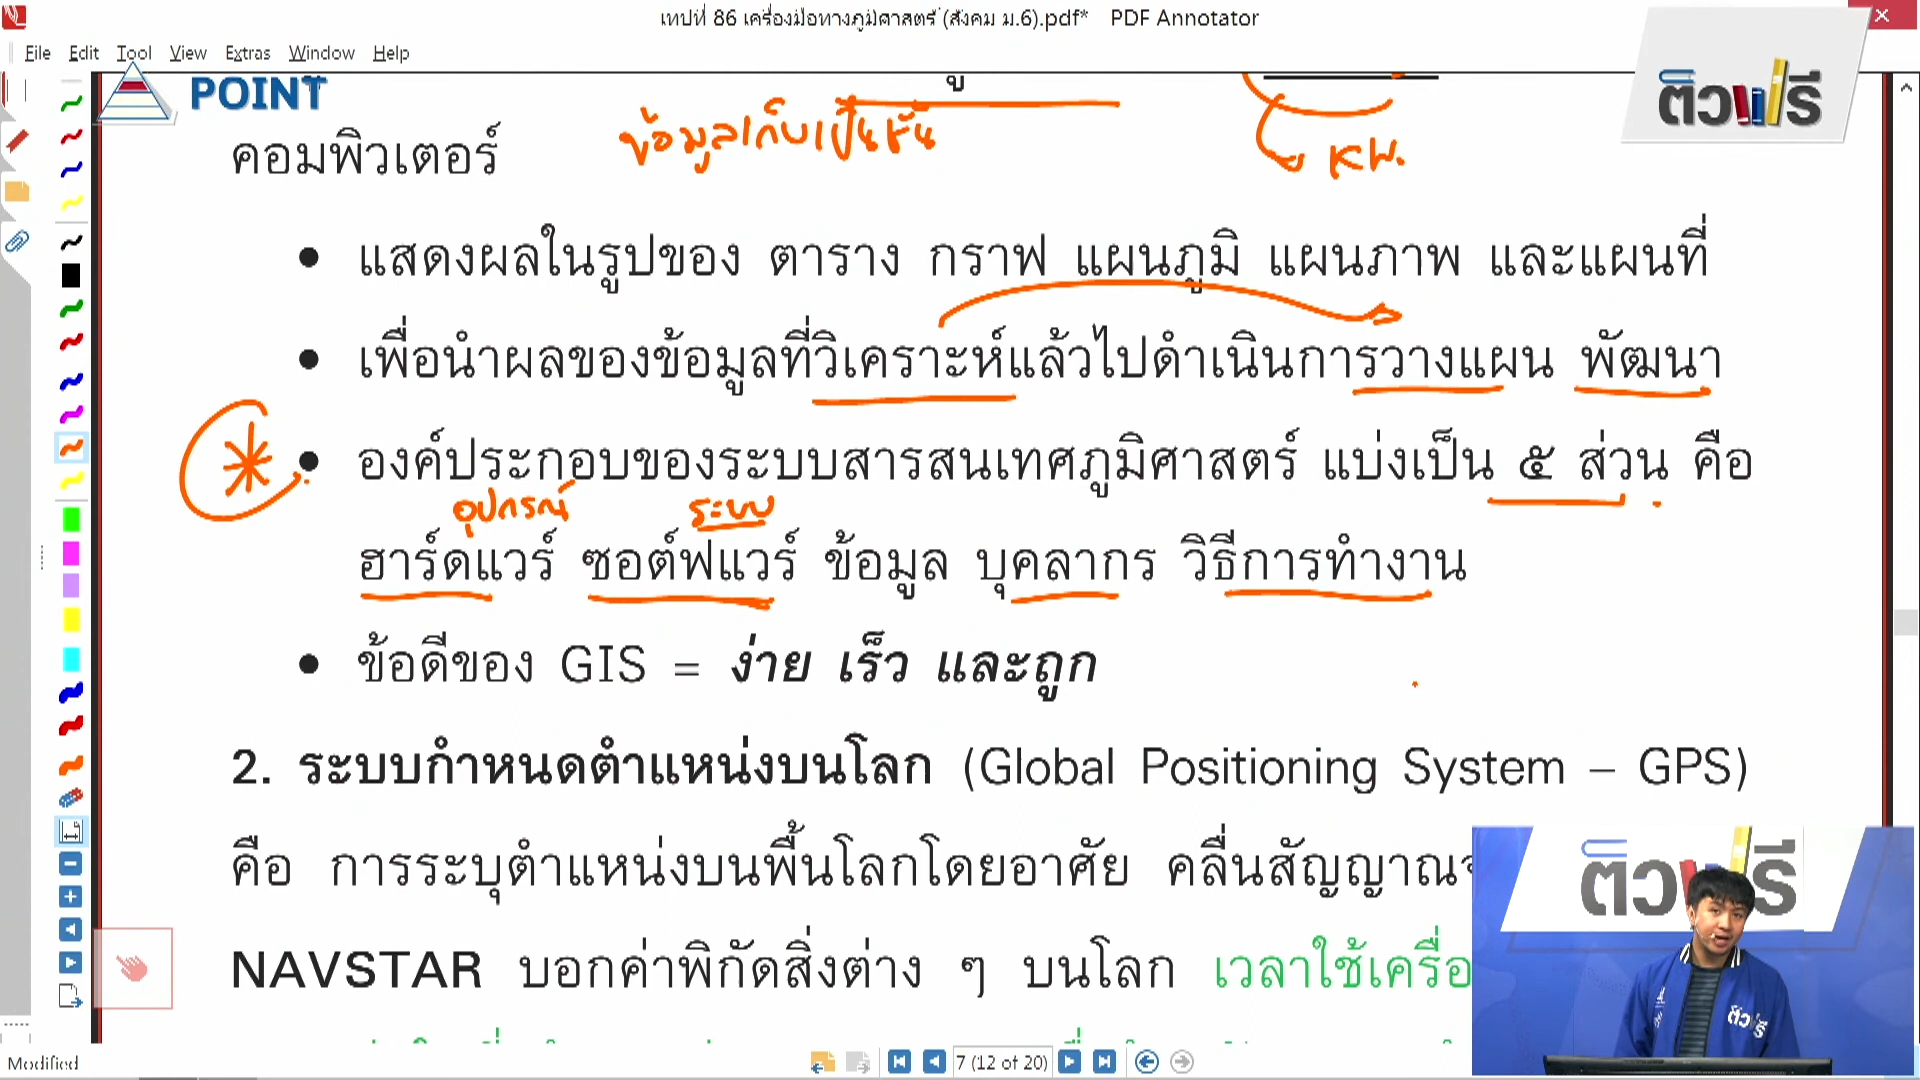 เทปที่ 86 เครื่องมือทางภูมิศาสตร์ (สังคม ม.6).pdf* PDF Annotator
File Edit Tool View Extras Window Help
POINT
ติวฟรี
ข้อมูลเก็บเป็นชั้น
คอมพิวเตอร์
• แสดงผลในรูปของ ตาราง กราฟ แผนภูมิ แผนภาพ และแผนที่
• เพื่อนำผลของข้อมูลที่วิเคราะห์แล้วไปดำเนินการวางแผน พัฒนา
• องค์ประกอบของระบบสารสนเทศภูมิศาสตร์ แบ่งเป็น ๕ ส่วน คือ
อุปกรณ์ ระบบ
ฮาร์ดแวร์ ซอต์ฟแวร์ ข้อมูล บุคลากร วิธีการทำงาน
• ข้อดีของ GIS = ง่าย เร็ว และถูก
2. ระบบกำหนดตำแหน่งบนโลก (Global Positioning System – GPS)
คือ การระบุตำแหน่งบนพื้นโลกโดยอาศัย คลื่นสัญญาณ
NAVSTAR บอกค่าพิกัดสิ่งต่าง ๆ บนโลก เวลาใช้เครื่อ
ติวฟรี
ติวฟรี
Modified
7 (12 of 20)